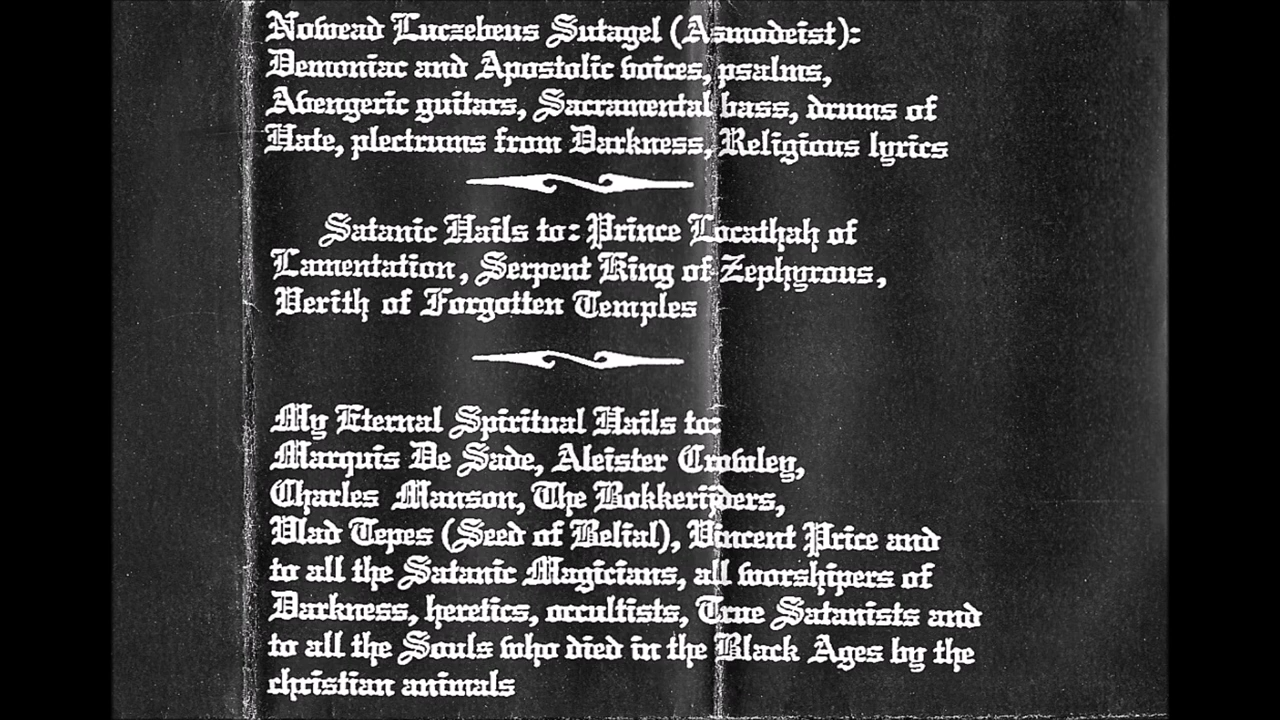 Nowead Luczebeus Sutagel (Asmodeist):
Demoniac and Apostolic voices, psalms,
Avengeric guitars, Sacramental bass, drums of
Hate, plectrums from Darkness, Religious lyrics
Satanic Hails to: Prince Locathah of
Lamentation, Serpent King of Zephyrous,
Verith of Forgotten Temples
My Eternal Spiritual Hails to:
Marquis De Sade, Aleister Crowley,
Charles Manson, The Bokkerijders,
Vlad Tepes (Seed of Belial), Vincent Price and
to all the Satanic Magicians, all worshipers of
Darkness, heretics, occultists, True Satanists and
to all the Souls who died in the Black Ages by the
christian animals